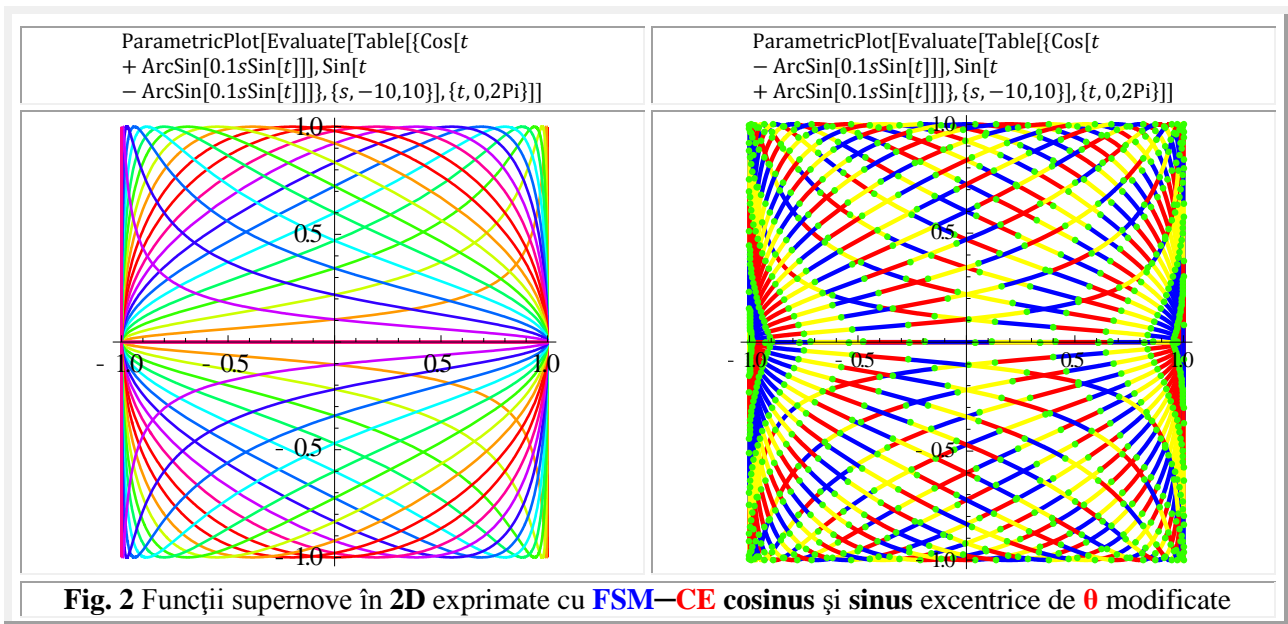 ParametricPlot[Evaluate[Table[{Cos[t
+ ArcSin[0.1sSin[t]]], Sin[t
− ArcSin[0.1sSin[t]]]}, {s, −10,10}], {t, 0,2Pi}]]
ParametricPlot[Evaluate[Table[{Cos[t
− ArcSin[0.1sSin[t]]], Sin[t
+ ArcSin[0.1sSin[t]]]}, {s, −10,10}], {t, 0,2Pi}]]
1.0
0.5
- 1.0
- 0.5
0.5
1.0
- 0.5
- 1.0
1.0
0.5
- 1.0
- 0.5
0.5
1.0
- 0.5
- 1.0
Fig. 2 Funcţii supernove în 2D exprimate cu FSM—CE cosinus şi sinus excentrice de θ modificate